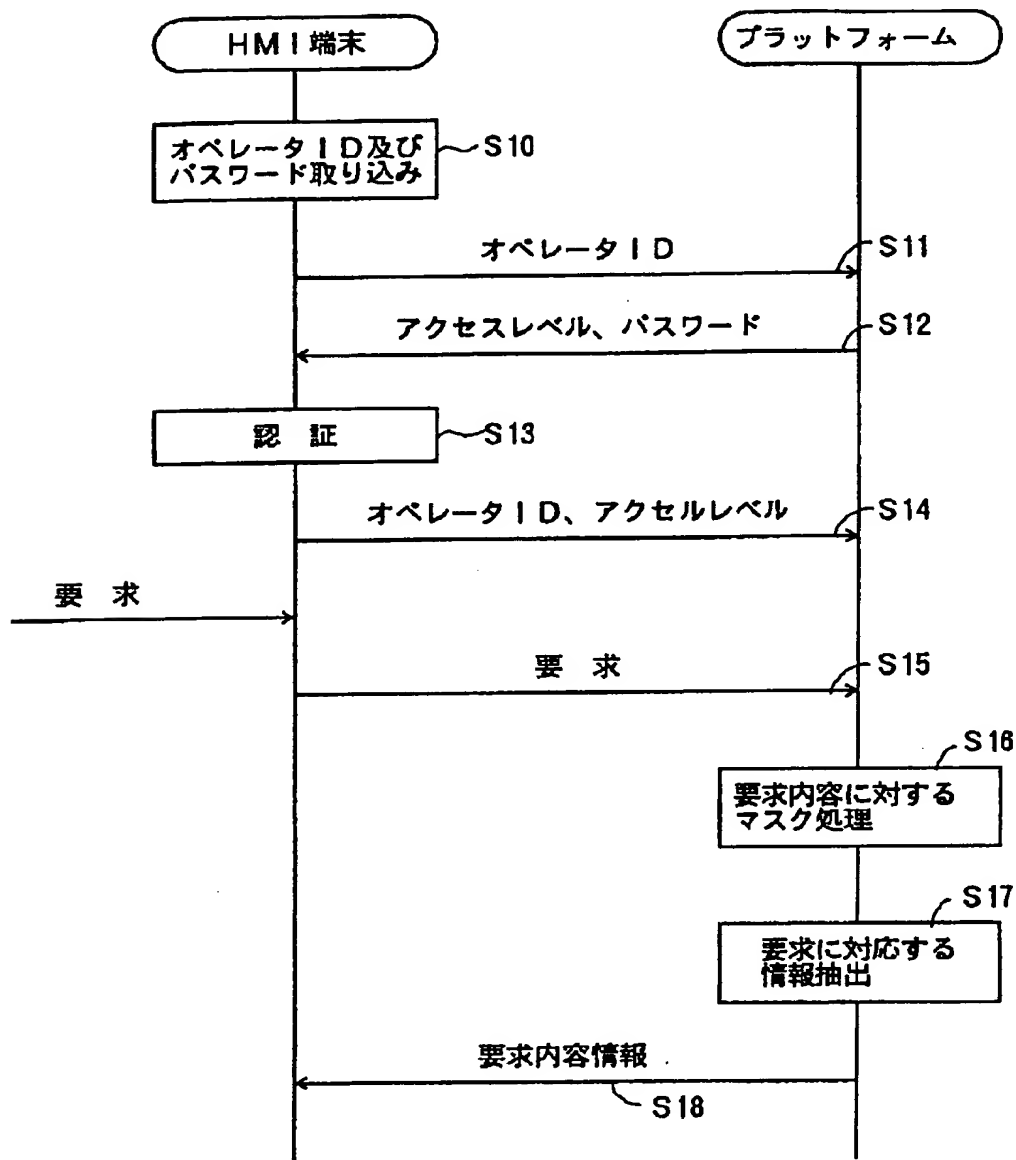 HMI端末
プラットフォーム
オペレータID及び
パスワード取り込み
S10
オペレータID
S11
アクセスレベル、パスワード
S12
認 証
S13
オペレータID、アクセルレベル
S14
要 求
要 求
S15
S16
要求内容に対する
マスク処理
S17
要求に対応する
情報抽出
要求内容情報
S18